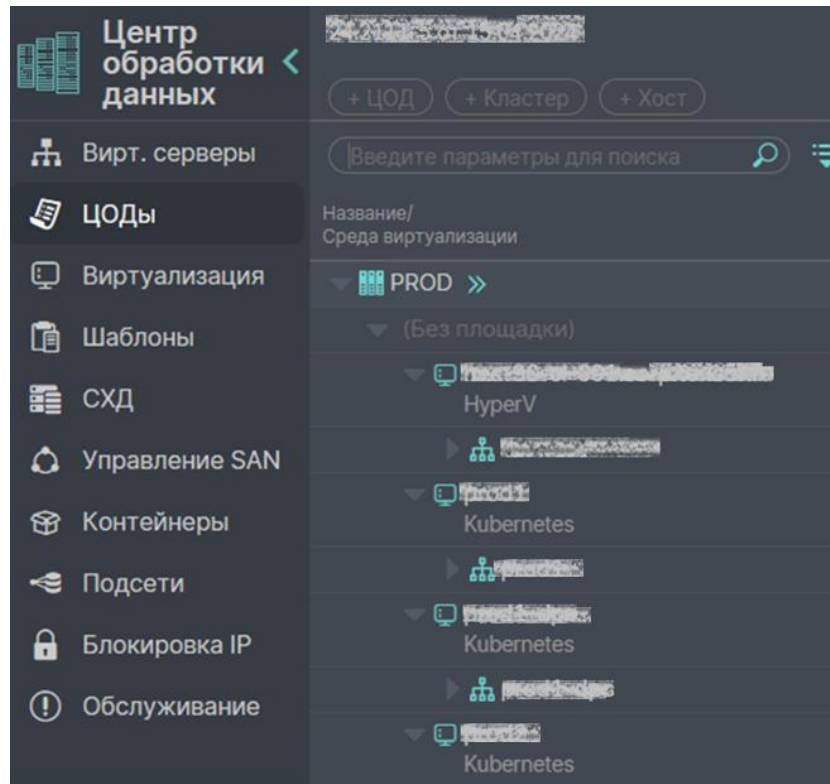 Центр
обработки
данных
Вирт. серверы
ЦОДы
Виртуализация
Шаблоны
СХД
Управление SAN
Контейнеры
Подсети
Блокировка IP
Обслуживание
+ ЦОД + Кластер + Хост
Введите параметры для поиска
Название/
Среда виртуализации
PROD
(Без площадки)
HyperV
Kubernetes
Kubernetes
Kubernetes